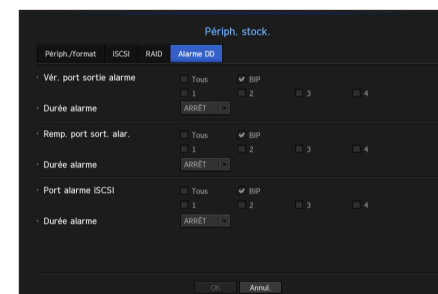 Périph. stock.
Périph./format ISCSI RAID Alarme DD
Vér. port sortie alarme Tous BIP
1 2 3 4
Durée alarme ARRÊT
Remp. port sort. alar. Tous BIP
1 2 3 4
Durée alarme ARRÊT
Port alarme iSCSI Tous BIP
1 2 3 4
Durée alarme ARRÊT
OK Annul.